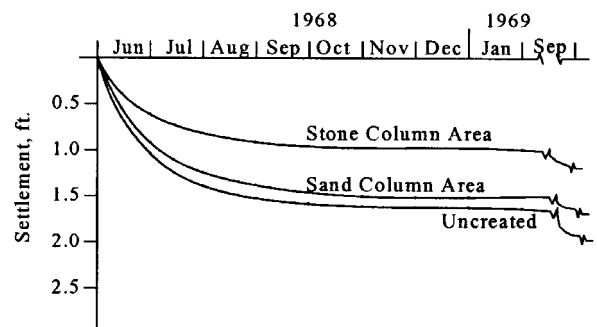 1968 1969
Jun Jul Aug Sep Oct Nov Dec Jan Sep
0.5
Stone Column Area
1.0
Sand Column Area
1.5
Uncreated
2.0
2.5
Settlement, ft.